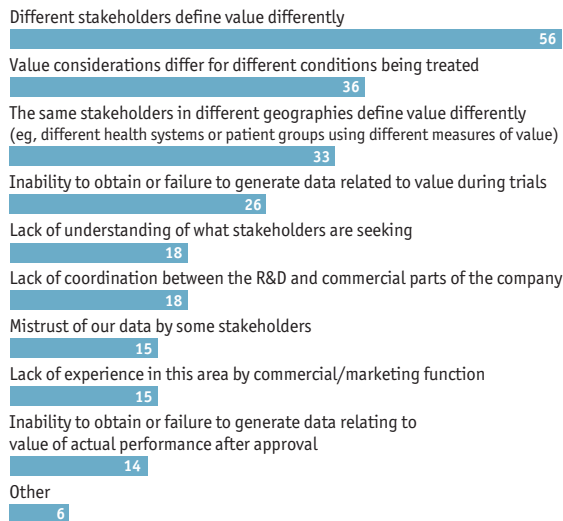 Different stakeholders define value differently
56
Value considerations differ for different conditions being treated
36
The same stakeholders in different geographies define value differently
(eg, different health systems or patient groups using different measures of value)
33
Inability to obtain or failure to generate data related to value during trials
26
Lack of understanding of what stakeholders are seeking
18
Lack of coordination between the R&D and commercial parts of the company
18
Mistrust of our data by some stakeholders
15
Lack of experience in this area by commercial/marketing function
15
Inability to obtain or failure to generate data relating to
value of actual performance after approval
14
Other
6